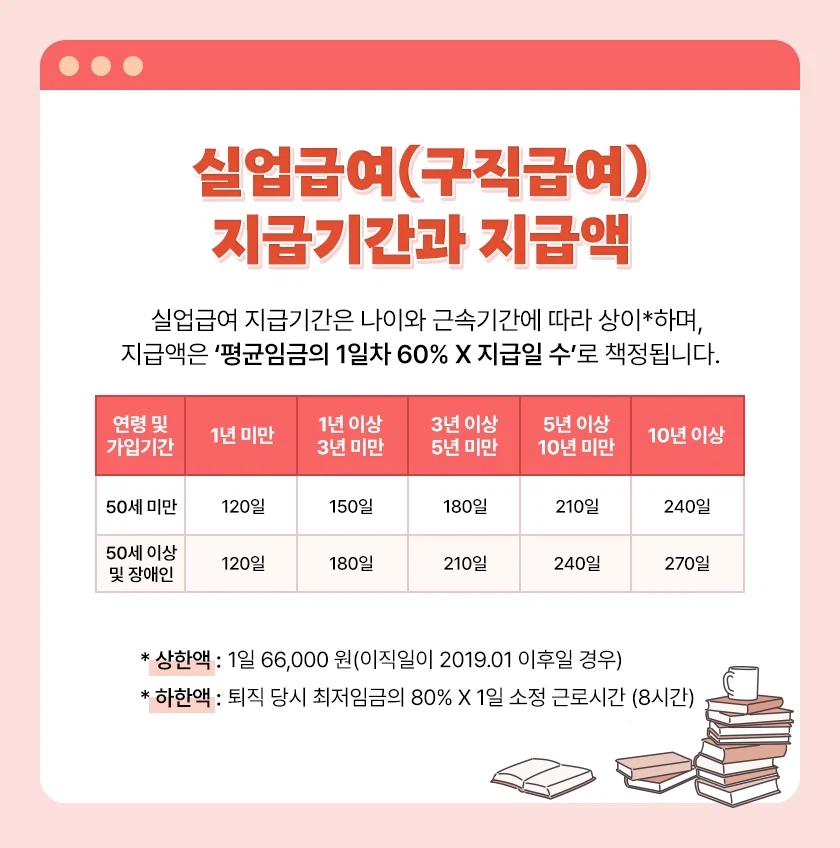 실업급여(구직급여)
지급기간과 지급액
실업급여 지급기간은 나이와 근속기간에 따라 상이*하며,
지급액은 ‘평균임금의 1일차 60% X 지급일 수’로 책정됩니다.
연령 및 가입기간 1년 미만 1년 이상 3년 미만 3년 이상 5년 미만 5년 이상 10년 미만 10년 이상
50세 미만 120일 150일 180일 210일 240일
50세 이상 및 장애인 120일 180일 210일 240일 270일
* 상한액 : 1일 66,000 원(이직일이 2019.01 이후일 경우)
* 하한액 : 퇴직 당시 최저임금의 80% X 1일 소정 근로시간 (8시간)